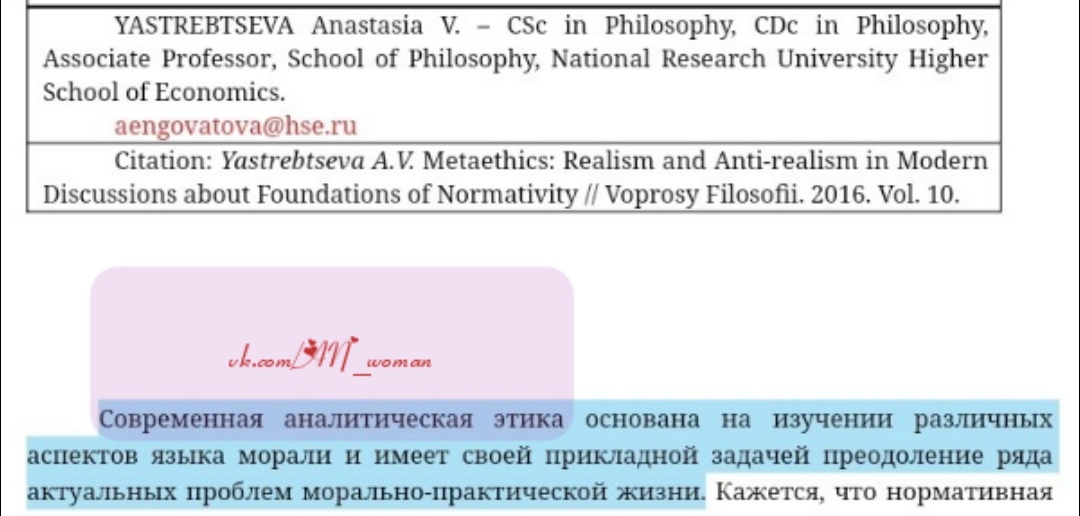 YASTREBTSEVA Anastasia V. – CSc in Philosophy, CDc in Philosophy,
Associate Professor, School of Philosophy, National Research University Higher
School of Economics.
aengovatova@hse.ru
Citation: Yastrebtseva A.V. Metaethics: Realism and Anti-realism in Modern
Discussions about Foundations of Normativity // Voprosy Filosofii. 2016. Vol. 10.
vk.com/ _woman
Современная аналитическая этика основана на изучении различных
аспектов языка морали и имеет своей прикладной задачей преодоление ряда
актуальных проблем морально-практической жизни. Кажется, что нормативная